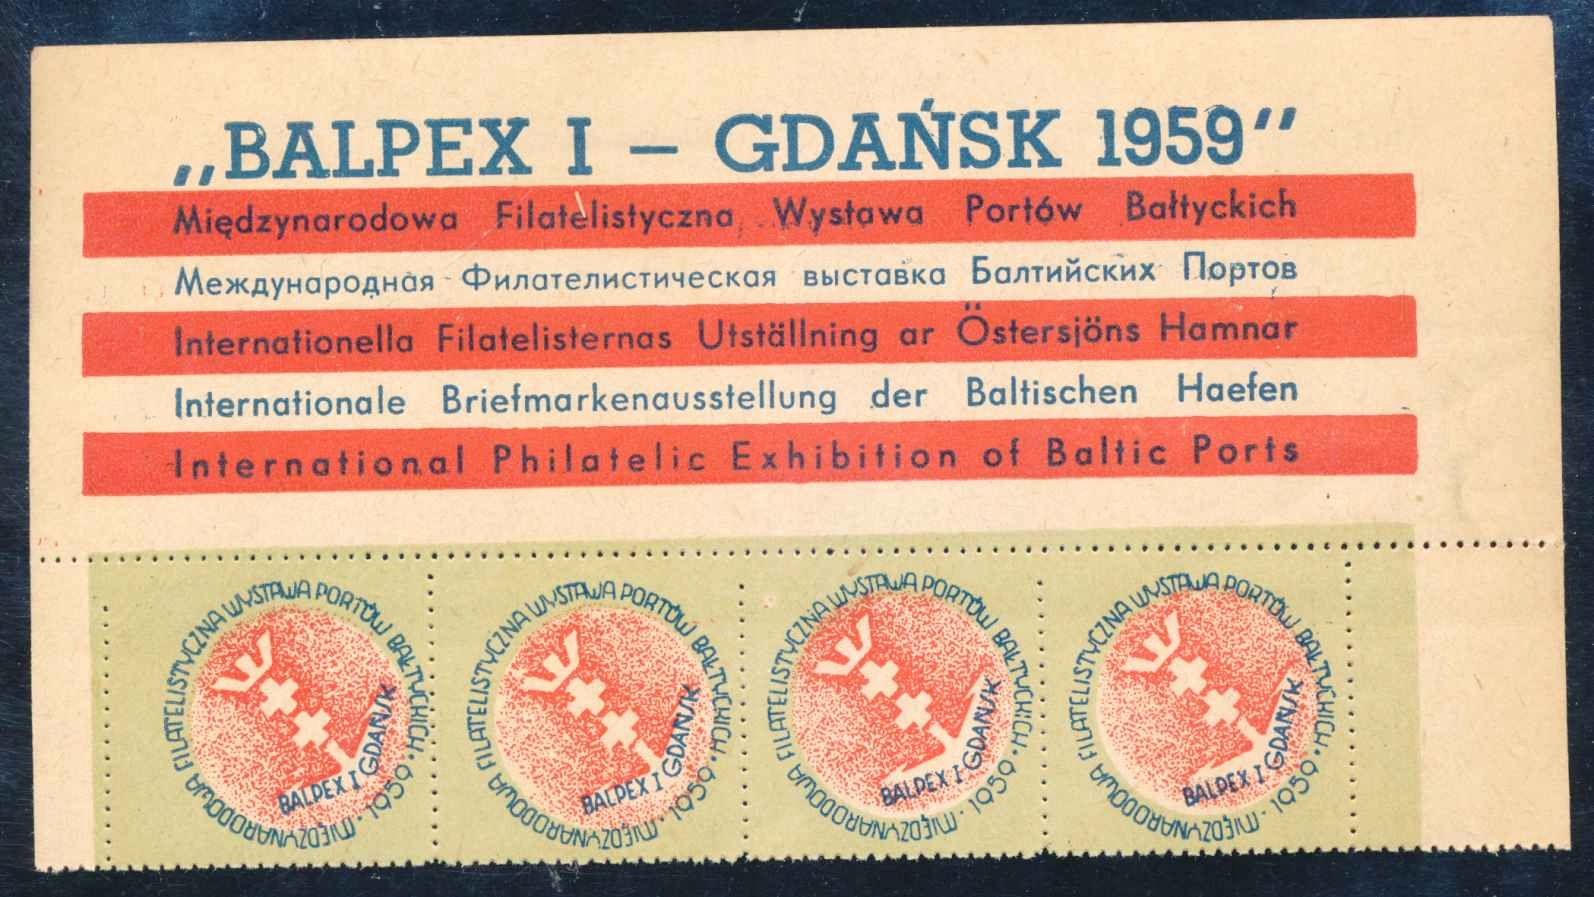 „BALPEX I – GDAŃSK 1959”
Międzynarodowa Filatelistyczna Wystawa Portów Bałtyckich
Международная Филателистическая выставка Балтийских Портов
Internationella Filatelisternas Utställning ar Östersjöns Hamnar
Internationale Briefmarkenausstellung der Baltischen Haefen
International Philatelic Exhibition of Baltic Ports
MIĘDZYNARODOWA FILATELISTYCZNA WYSTAWA PORTÓW BAŁTYCKICH · 1959 ·
BALPEX I GDAŃSK
MIĘDZYNARODOWA FILATELISTYCZNA WYSTAWA PORTÓW BAŁTYCKICH · 1959 ·
BALPEX I GDAŃSK
MIĘDZYNARODOWA FILATELISTYCZNA WYSTAWA PORTÓW BAŁTYCKICH · 1959 ·
BALPEX I GDAŃSK
MIĘDZYNARODOWA FILATELISTYCZNA WYSTAWA PORTÓW BAŁTYCKICH · 1959 ·
BALPEX I GDAŃSK